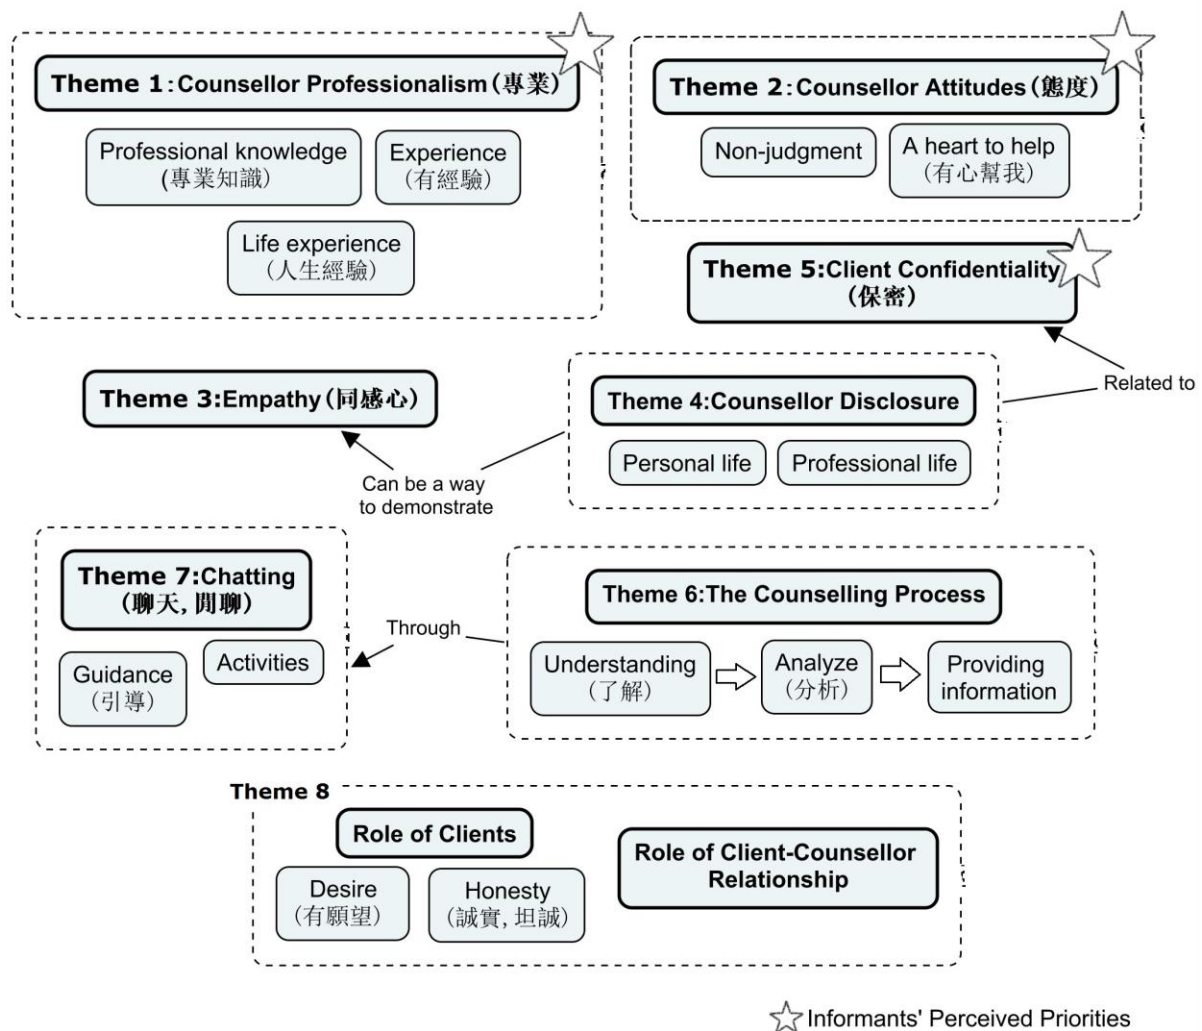 Theme 1:Counsellor Professionalism(專業)
Professional knowledge
(專業知識)
Experience
(有經驗)
Life experience
(人生經驗)
Theme 2:Counsellor Attitudes(態度)
Non-judgment
A heart to help
(有心幫我)
Theme 5:Client Confidentiality
(保密)
Theme 3:Empathy(同感心)
Theme 4:Counsellor Disclosure
Personal life
Professional life
Related to
Can be a way
to demonstrate
Theme 7:Chatting
(聊天, 閒聊)
Guidance
(引導)
Activities
Through
Theme 6:The Counselling Process
Understanding
(了解)
Analyze
(分析)
Providing
information
Theme 8
Role of Clients
Desire
(有願望)
Honesty
(誠實, 坦誠)
Role of Client-Counsellor
Relationship
Informants' Perceived Priorities